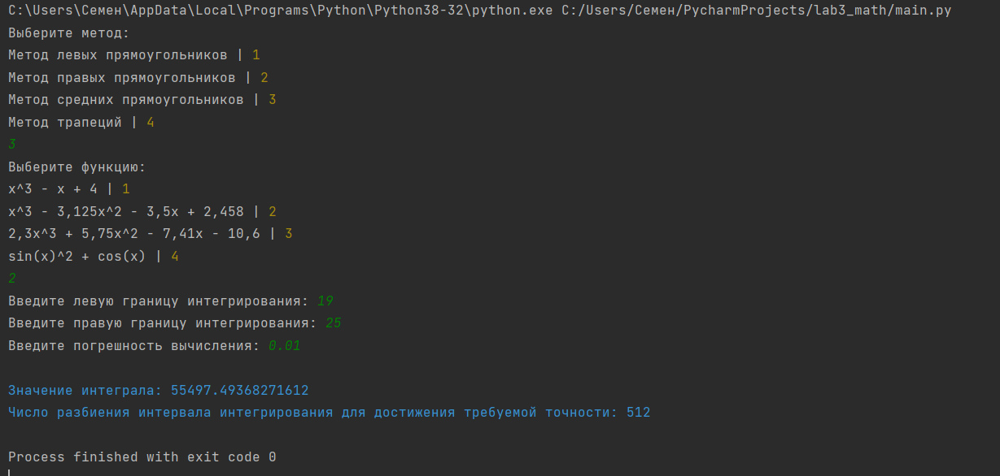 C:\Users\Семен\AppData\Local\Programs\Python\Python38-32\python.exe C:/Users/Семен/PycharmProjects/lab3_math/main.py
Выберите метод:
Метод левых прямоугольников | 1
Метод правых прямоугольников | 2
Метод средних прямоугольников | 3
Метод трапеций | 4
3
Выберите функцию:
x^3 - x + 4 | 1
x^3 - 3,125x^2 - 3,5x + 2,458 | 2
2,3x^3 + 5,75x^2 - 7,41x - 10,6 | 3
sin(x)^2 + cos(x) | 4
2
Введите левую границу интегрирования: 19
Введите правую границу интегрирования: 25
Введите погрешность вычисления: 0.01
Значение интеграла: 55497.49368271612
Число разбиения интервала интегрирования для достижения требуемой точности: 512
Process finished with exit code 0